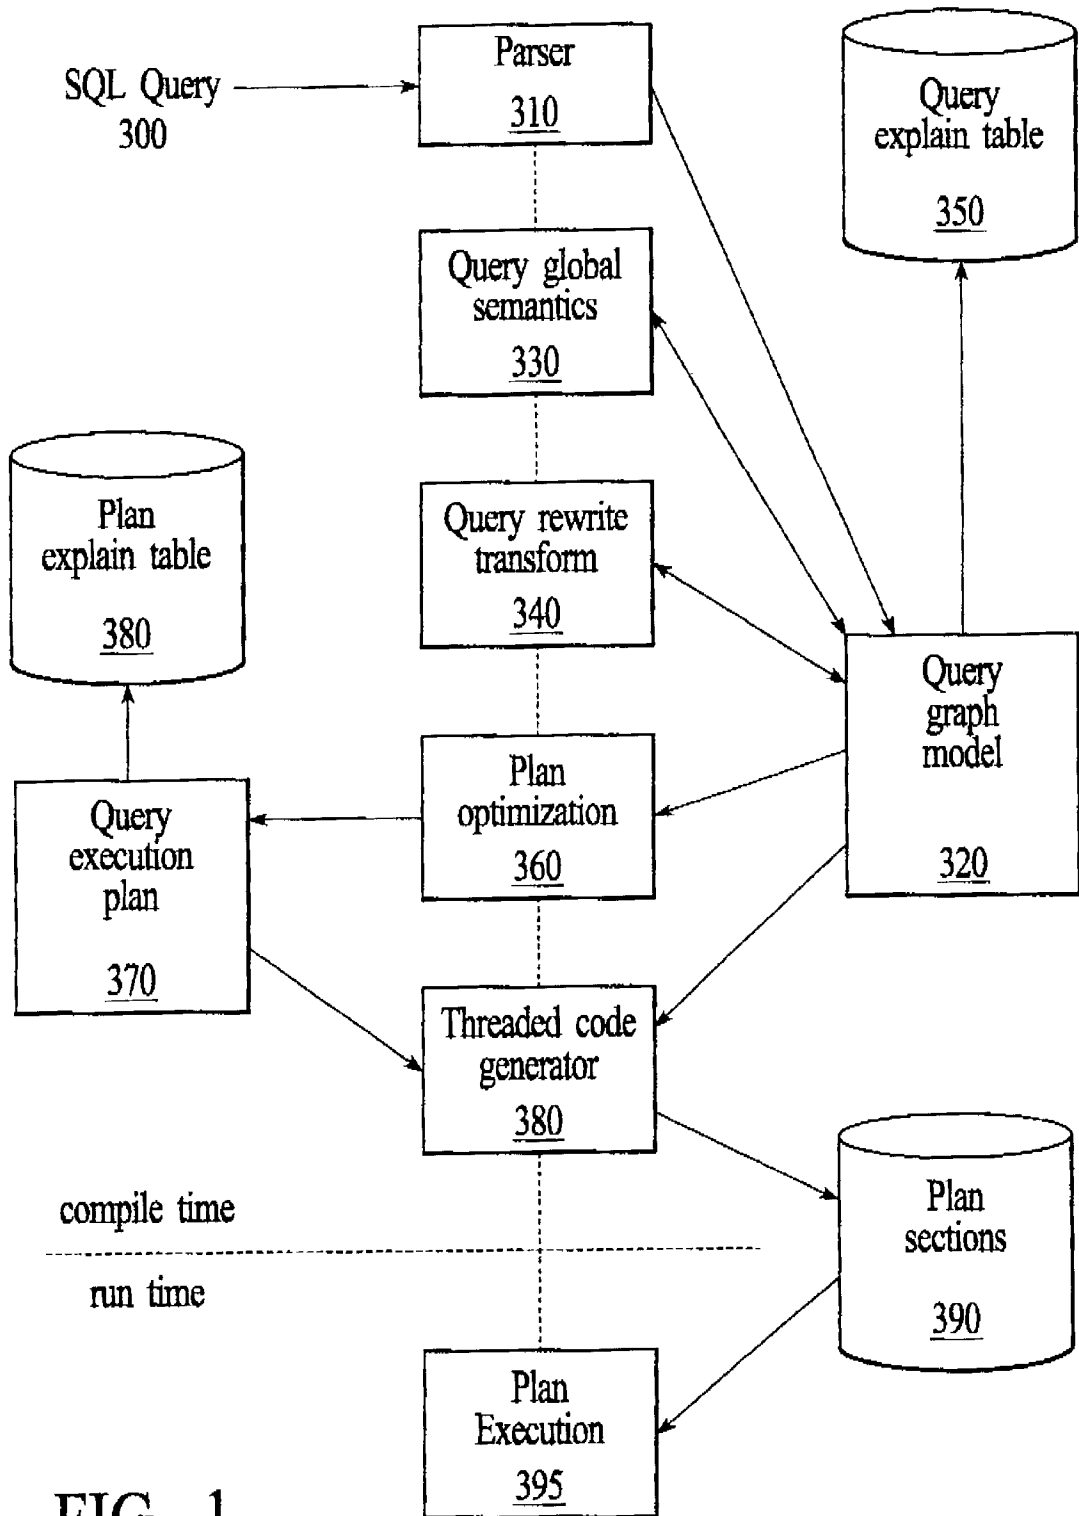 SQL Query
300
Parser
310
Query
explain table
350
Query global
semantics
330
Plan
explain table
380
Query rewrite
transform
340
Query
graph
model
320
Plan
optimization
360
Query
execution
plan
370
Threaded code
generator
380
compile time
run time
Plan
sections
390
Plan
Execution
395
FIG. 1